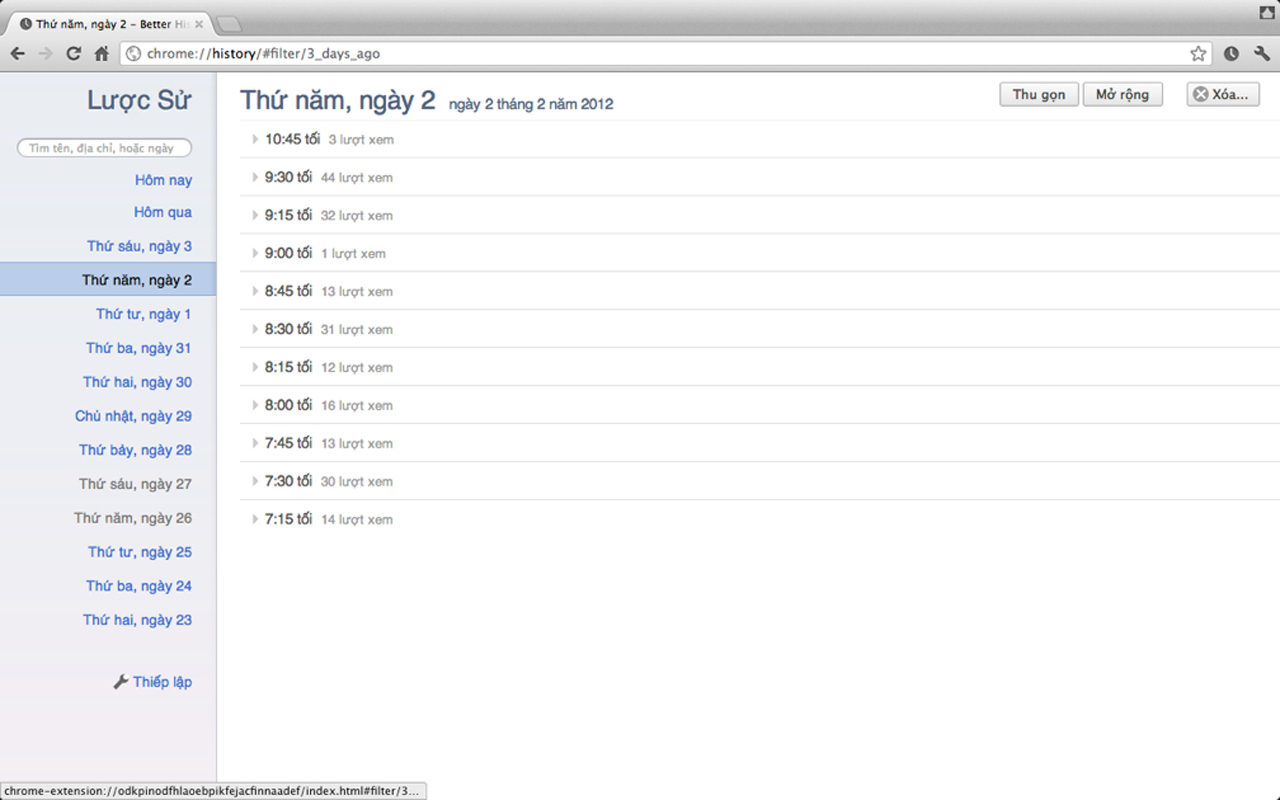 Thứ năm, ngày 2 – Better His
chrome://history/#filter/3_days_ago
Lược Sử
Tìm tên, địa chỉ, hoặc ngày
Hôm nay
Hôm qua
Thứ sáu, ngày 3
Thứ năm, ngày 2
Thứ tư, ngày 1
Thứ ba, ngày 31
Thứ hai, ngày 30
Chủ nhật, ngày 29
Thứ bảy, ngày 28
Thứ sáu, ngày 27
Thứ năm, ngày 26
Thứ tư, ngày 25
Thứ ba, ngày 24
Thứ hai, ngày 23
Thiếp lập
Thứ năm, ngày 2 ngày 2 tháng 2 năm 2012
Thu gọn Mở rộng Xóa...
10:45 tối 3 lượt xem
9:30 tối 44 lượt xem
9:15 tối 32 lượt xem
9:00 tối 1 lượt xem
8:45 tối 13 lượt xem
8:30 tối 31 lượt xem
8:15 tối 12 lượt xem
8:00 tối 16 lượt xem
7:45 tối 13 lượt xem
7:30 tối 30 lượt xem
7:15 tối 14 lượt xem
chrome-extension://odkpinodfhlaoebpikfejacfinnaadef/index.html#filter/3...